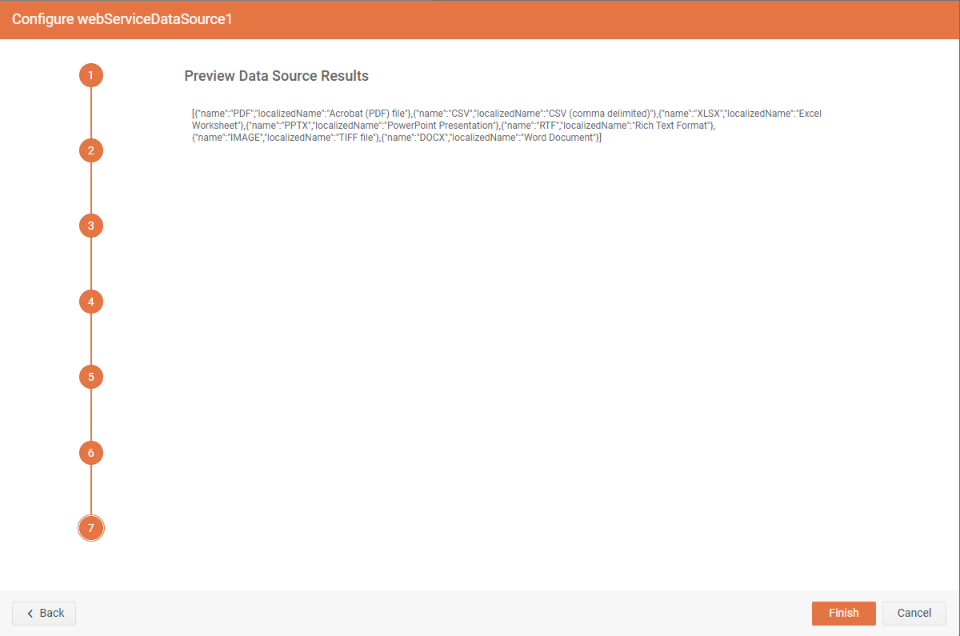 Configure webServiceDataSource1
1
Preview Data Source Results
[{"name":"PDF","localizedName":"Acrobat (PDF) file"},{"name":"CSV","localizedName":"CSV (comma delimited)"},{"name":"XLSX","localizedName":"Excel
Worksheet"},{"name":"PPTX","localizedName":"PowerPoint Presentation"},{"name":"RTF","localizedName":"Rich Text Format"},
{"name":"IMAGE","localizedName":"TIFF file"},{"name":"DOCX","localizedName":"Word Document"}]
2
3
4
5
6
7
Back
Finish
Cancel